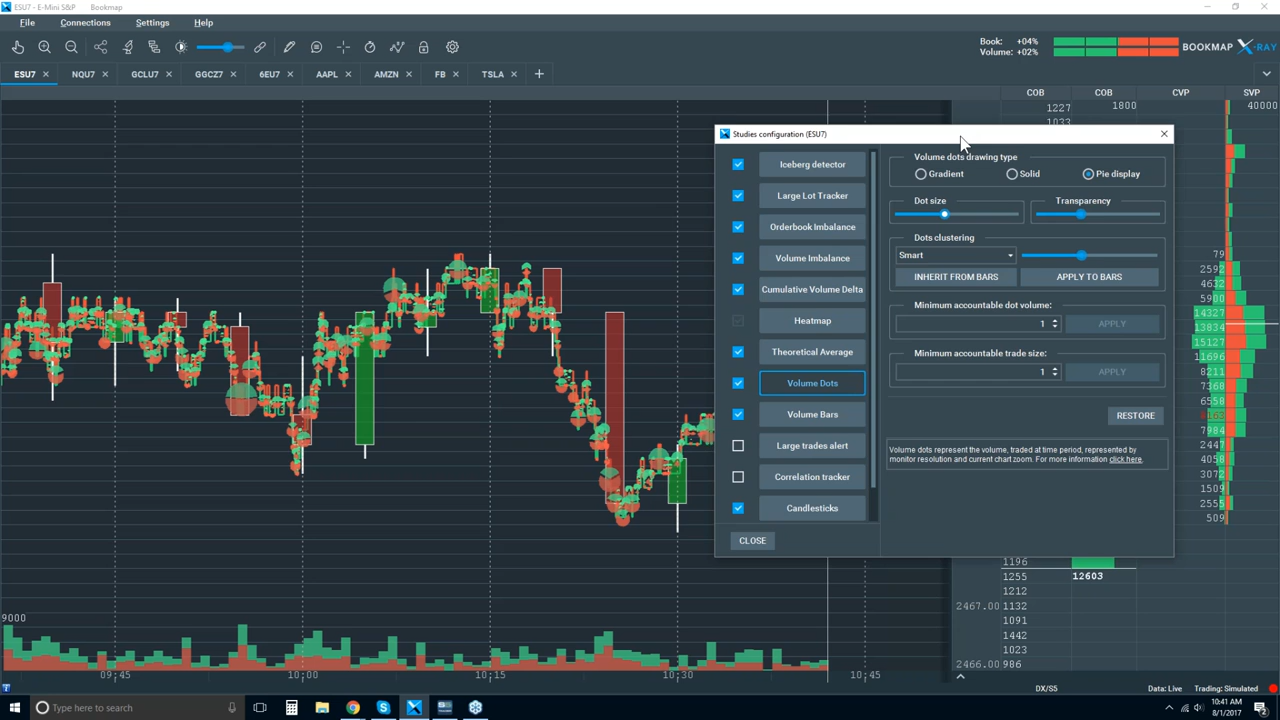 ESU7 - E-Mini S&P Bookmap
File Connections Settings Help
Book: +04%
Volume: +02%
BOOKMAP X-RAY
ESU7 NQU7 GCLU7 GGCZ7 6EU7 AAPL AMZN FB TSLA
COB COB CVP SVP
1227 1800 40000
1033
Studies configuration (ESU7)
Iceberg detector
Large Lot Tracker
Orderbook Imbalance
Volume Imbalance
Cumulative Volume Delta
Heatmap
Theoretical Average
Volume Dots
Volume Bars
Large trades alert
Correlation tracker
Candlesticks
CLOSE
Volume dots drawing type
Gradient Solid Pie display
Dot size Transparency
Dots clustering
Smart
INHERIT FROM BARS APPLY TO BARS
Minimum accountable dot volume:
1 APPLY
Minimum accountable trade size:
1 APPLY
RESTORE
Volume dots represent the volume, traded at time period, represented by
monitor resolution and current chart zoom. For more information click here.
79
2592
4632
5900
14327
13834
15127
11696
8211
7368
6558
7984
2447
4058
3072
1509
2555
509
1196
1255 12603
1212
2467.00 1132
1091
1442
1023
2466.00 986
9000
09:45 10:00 10:15 10:30 10:45
DX/S5 Data: Live Trading: Simulated
Type here to search
10:41 AM
8/1/2017
2